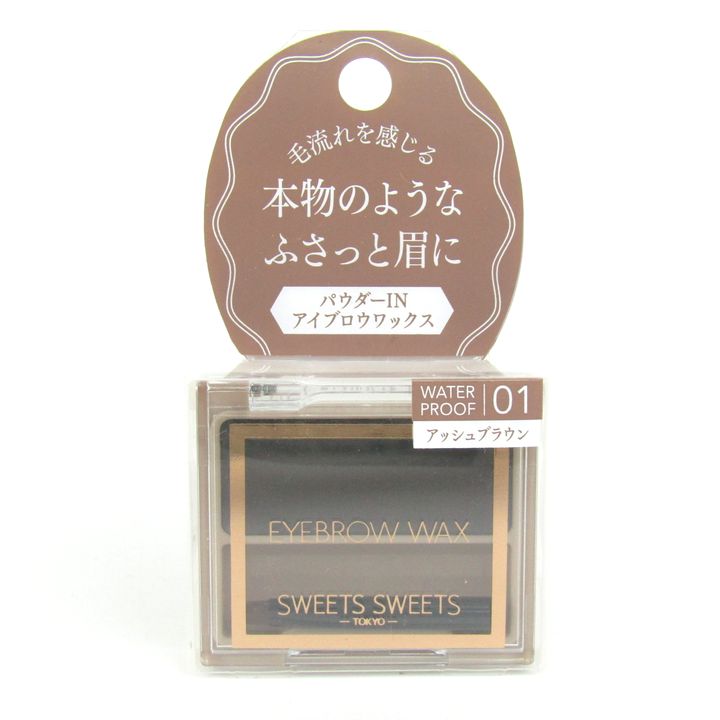 毛流れを感じる
本物のような
ふさっと眉に
パウダーIN
アイブロウワックス
WATER
PROOF
01
アッシュブラウン
EYEBROW WAX
SWEETS SWEETS
TOKYO